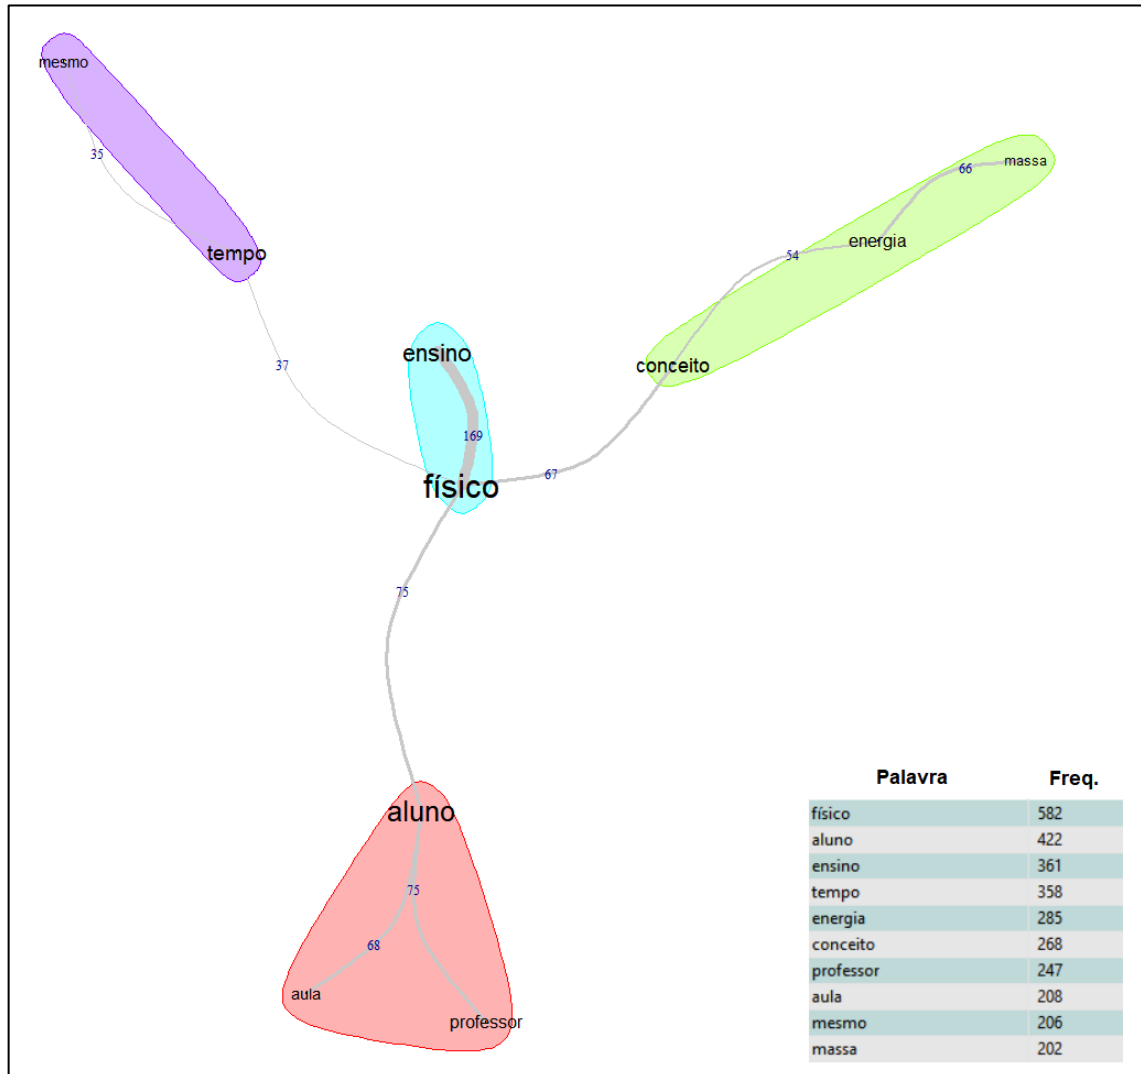 mesmo
35
tempo
37
massa
66
energia
54
conceito
67
ensino
169
físico
75
aluno
75
68
aula
professor
Palavra Freq.
físico 582
aluno 422
ensino 361
tempo 358
energia 285
conceito 268
professor 247
aula 208
mesmo 206
massa 202